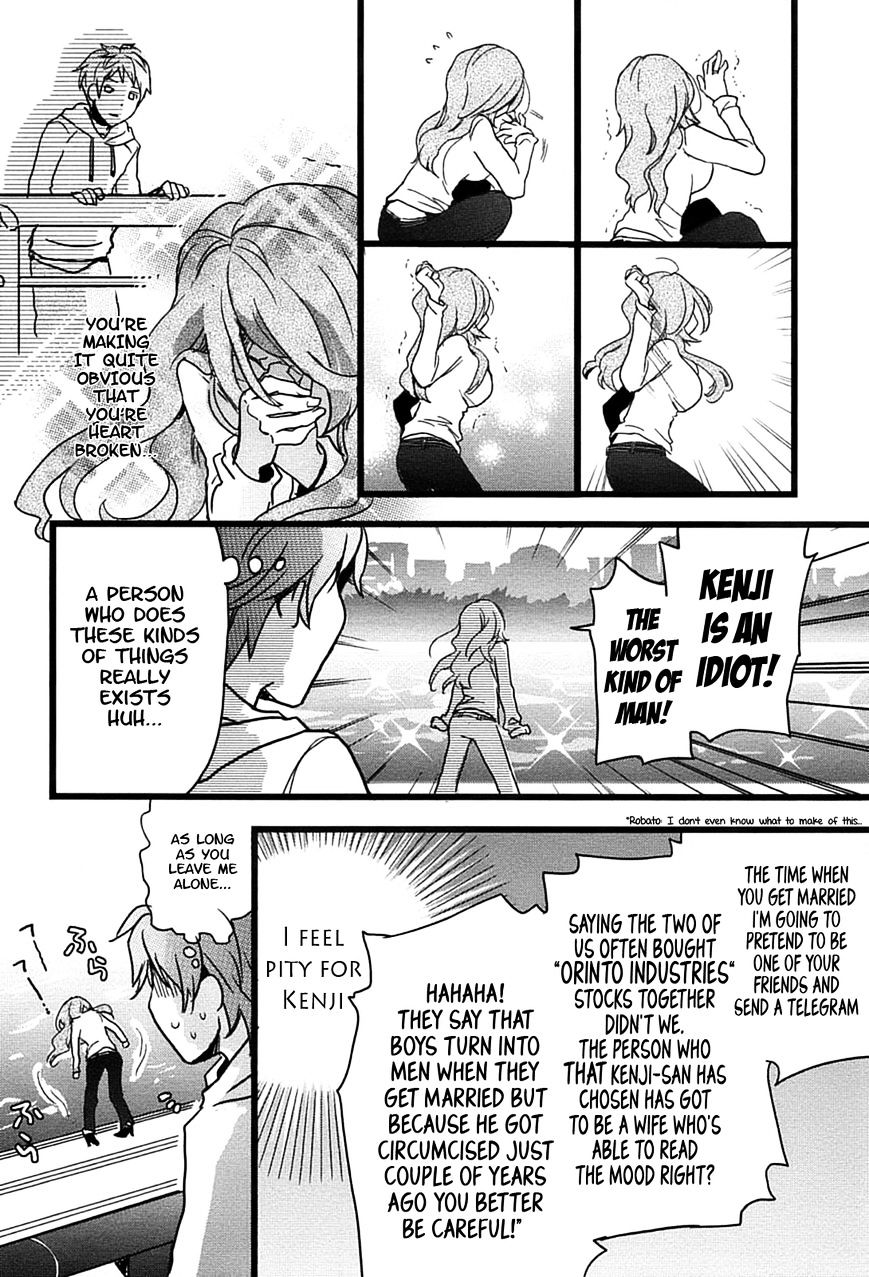 YOU'RE
MAKING
IT QUITE
OBVIOUS
THAT
YOU'RE
HEART
BROKEN...
KENJI
IS AN
IDIOT!
THE
WORST
KIND OF
MAN!
A PERSON
WHO DOES
THESE KINDS
OF THINGS
REALLY
EXISTS
HUH...
*Robato: I don't even know what to make of this...
THE TIME WHEN
YOU GET MARRIED
I'M GOING TO
PRETEND TO BE
ONE OF YOUR
FRIENDS AND
SEND A TELEGRAM
SAYING THE TWO OF
US OFTEN BOUGHT
"ORINTO INDUSTRIES"
STOCKS TOGETHER
DIDN'T WE.
THE PERSON WHO
THAT KENJI-SAN HAS
CHOSEN HAS GOT
TO BE A WIFE WHO'S
ABLE TO READ
THE MOOD RIGHT?
HAHAHA!
THEY SAY THAT
BOYS TURN INTO
MEN WHEN THEY
GET MARRIED BUT
BECAUSE HE GOT
CIRCUMCISED JUST
COUPLE OF YEARS
AGO YOU BETTER
BE CAREFUL!"
I FEEL
PITY FOR
KENJI
AS LONG
AS YOU
LEAVE ME
ALONE...
ふら
ふら